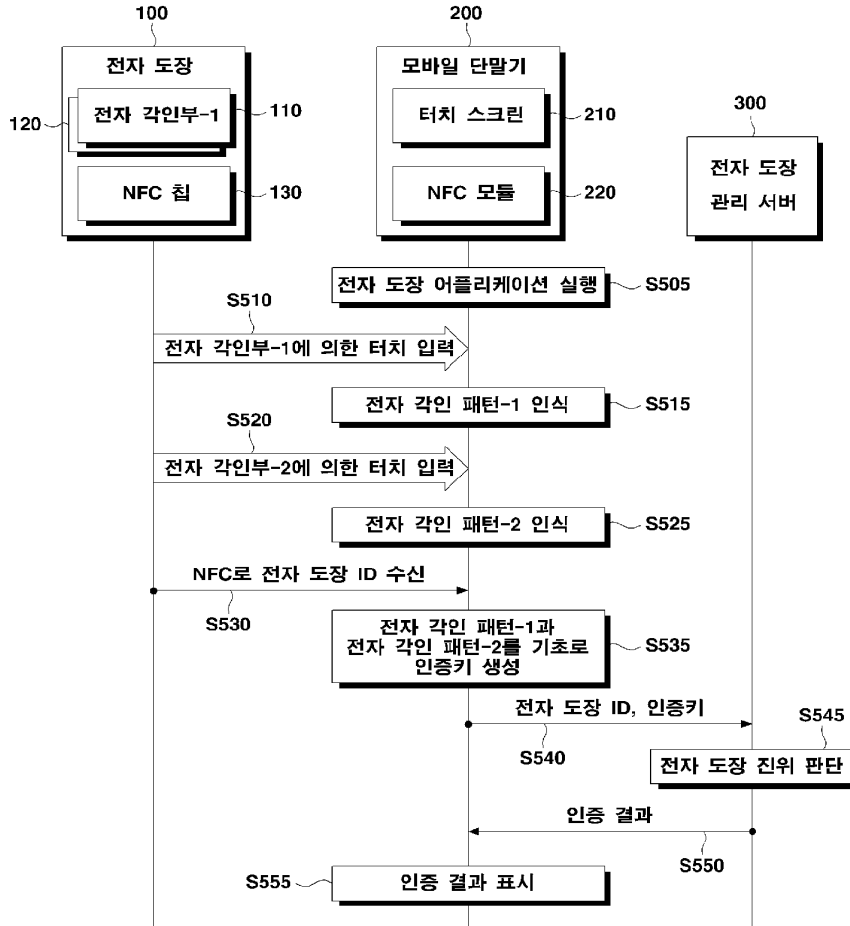 100
200
전자 도장
모바일 단말기
120
전자 각인부-1
110
터치 스크린
210
300
NFC 칩
130
NFC 모듈
220
전자 도장
관리 서버
전자 도장 어플리케이션 실행
S505
S510
전자 각인부-1에 의한 터치 입력
전자 각인 패턴-1 인식
S515
S520
전자 각인부-2에 의한 터치 입력
전자 각인 패턴-2 인식
S525
NFC로 전자 도장 ID 수신
S530
전자 각인 패턴-1과
전자 각인 패턴-2를 기초로
인증키 생성
S535
전자 도장 ID, 인증키
S540
S545
전자 도장 진위 판단
인증 결과
S550
S555
인증 결과 표시